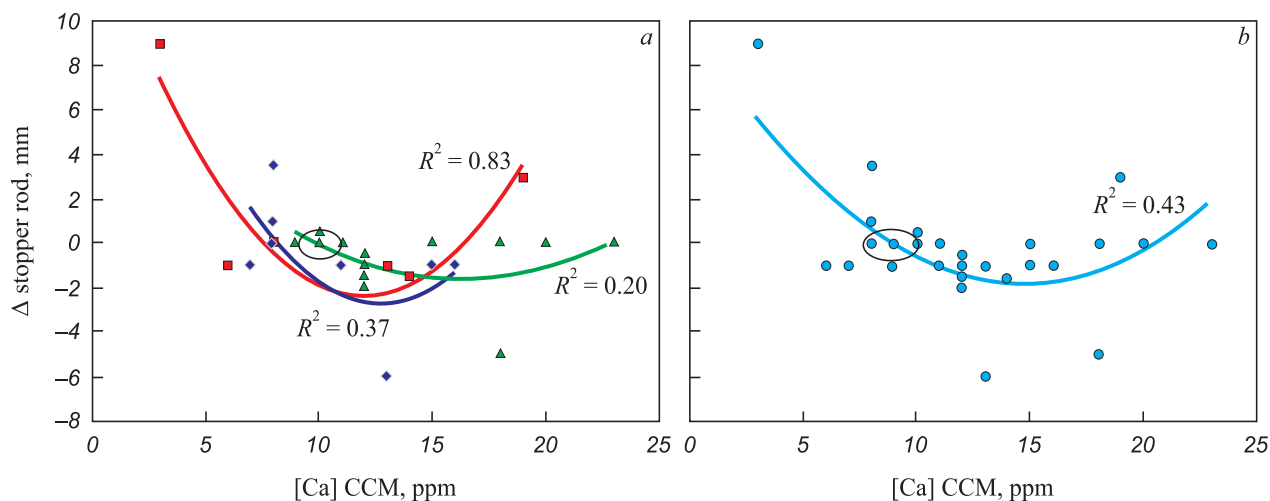 10
8
6
4
2
0
–2
–4
–6
–8
Δ stopper rod, mm
a
R² = 0.83
R² = 0.20
R² = 0.37
0 5 10 15 20 25
[Ca] CCM, ppm
b
R² = 0.43
0 5 10 15 20 25
[Ca] CCM, ppm